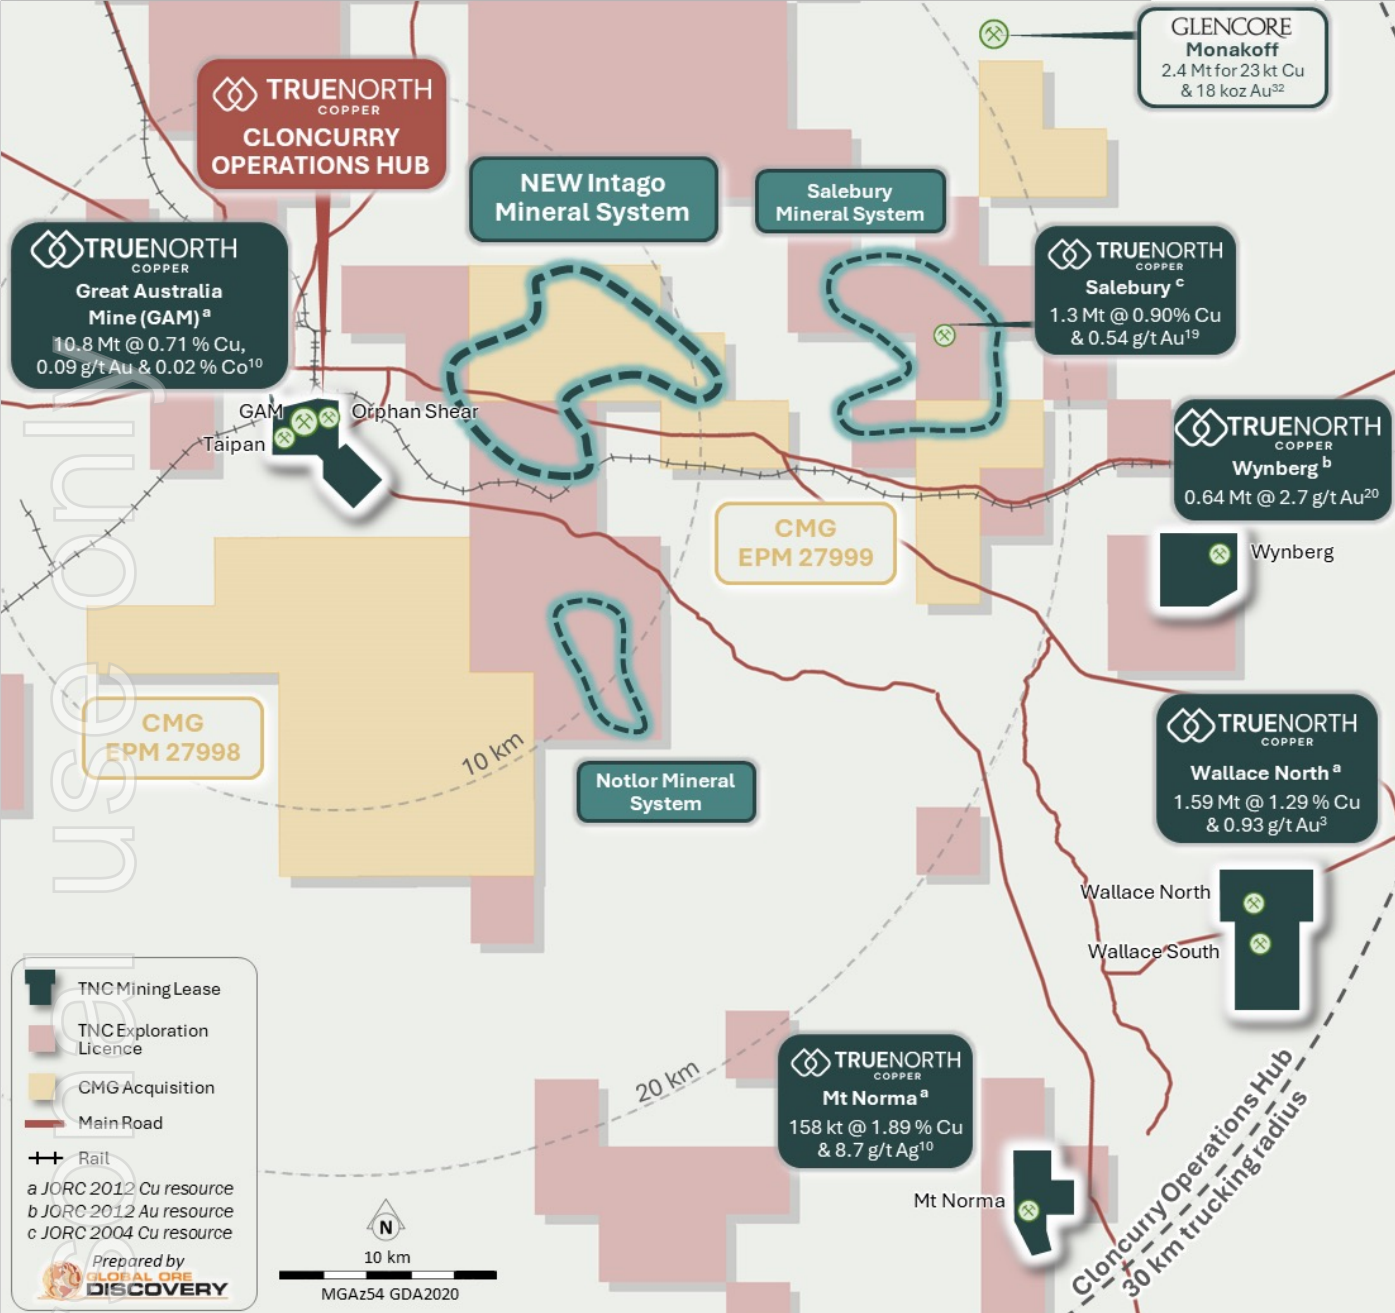 GLENCORE
Monakoff
2.4 Mt for 23 kt Cu
& 18 koz Au32
TRUENORTH
COPPER
CLONCURRY
OPERATIONS HUB
NEW Intago
Mineral System
Salebury
Mineral System
TRUENORTH
COPPER
Great Australia
Mine (GAM) a
10.8 Mt @ 0.71 % Cu,
0.09 g/t Au & 0.02 % Co10
TRUENORTH
COPPER
Salebury c
1.3 Mt @ 0.90% Cu
& 0.54 g/t Au19
GAM
Orphan Shear
Taipan
TRUENORTH
COPPER
Wynberg b
0.64 Mt @ 2.7 g/t Au20
CMG
EPM 27999
Wynberg
CMG
EPM 27998
10 km
Notlor Mineral
System
TRUENORTH
COPPER
Wallace North a
1.59 Mt @ 1.29 % Cu
& 0.93 g/t Au3
Wallace North
Wallace South
TNC Mining Lease
TNC Exploration
Licence
CMG Acquisition
Main Road
Rail
a JORC 2012 Cu resource
b JORC 2012 Au resource
c JORC 2004 Cu resource
Prepared by
GLOBAL ORE
DISCOVERY
20 km
TRUENORTH
COPPER
Mt Norma a
158 kt @ 1.89 % Cu
& 8.7 g/t Ag10
Mt Norma
Cloncurry Operations Hub
30 km trucking radius
N
10 km
MGAz54 GDA2020
sonal use only